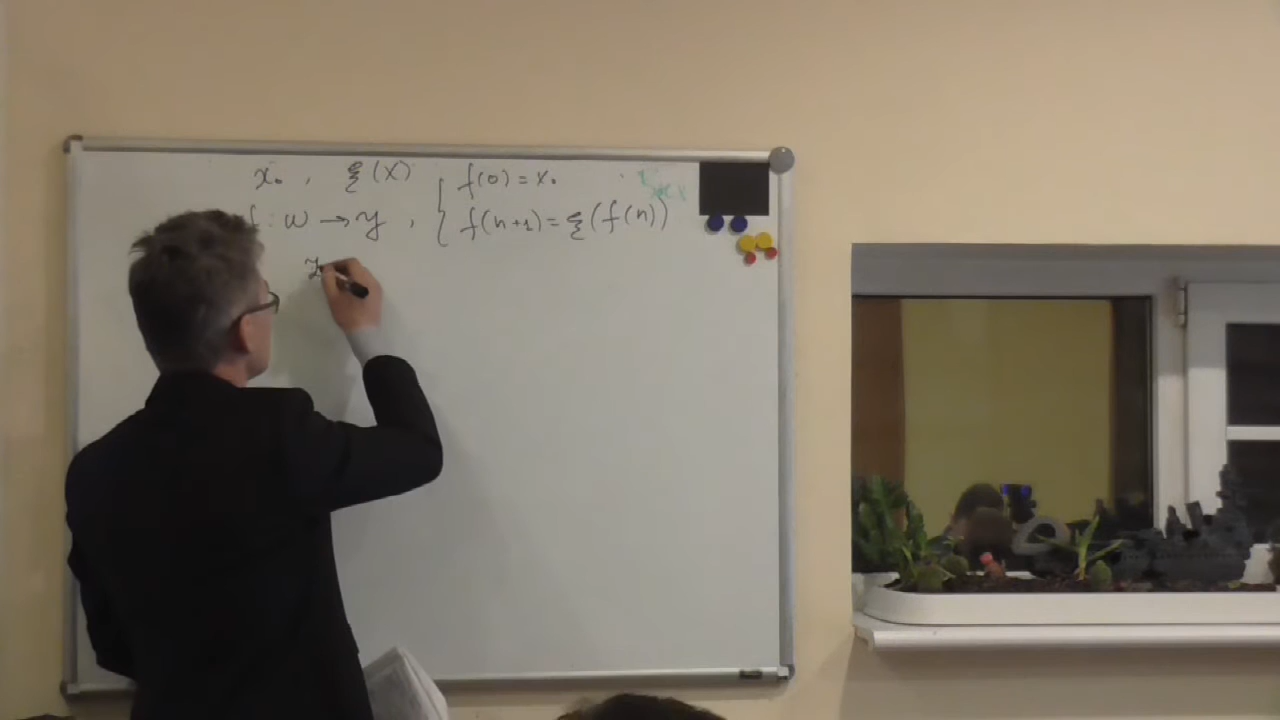 x₀ , ξ(X) { f(0) = x₀
f : ω → y , { f(n+1) = ξ(f(n))